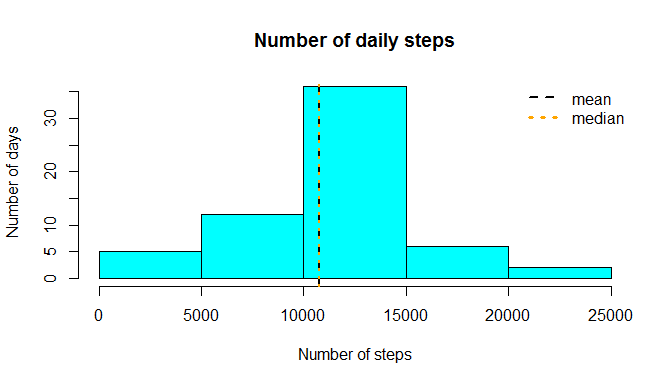 Number of daily steps
mean
median
Number of days
30
20
10
5
0
0 5000 10000 15000 20000 25000
Number of steps